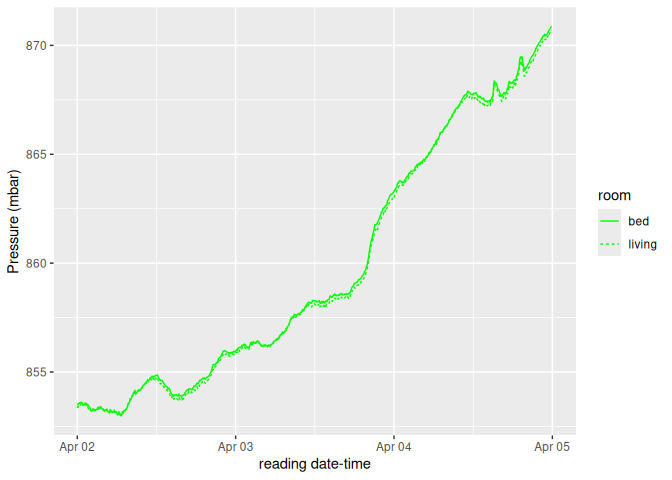 870
865
860
855
Pressure (mbar)
Apr 02 Apr 03 Apr 04 Apr 05
reading date-time
room
bed
living